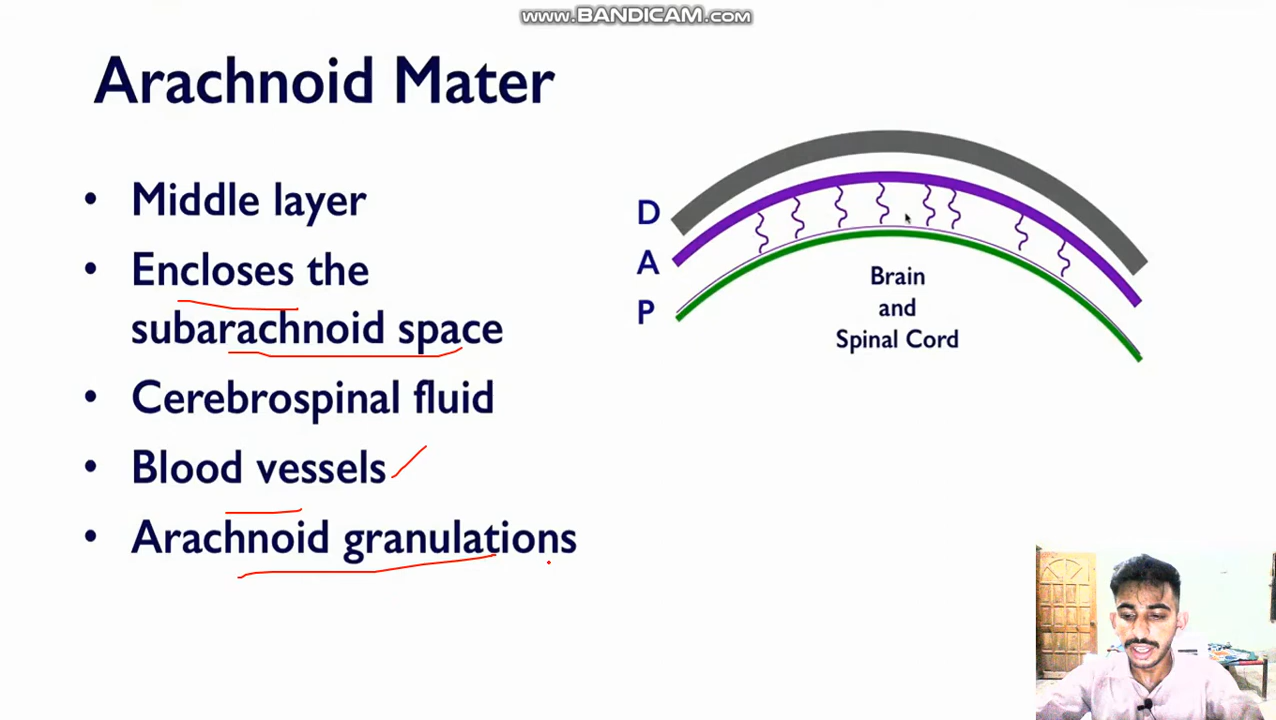 www.BANDICAM.com
Arachnoid Mater
• Middle layer
• Encloses the
subarachnoid space
• Cerebrospinal fluid
• Blood vessels
• Arachnoid granulations
D
A
P
Brain
and
Spinal Cord